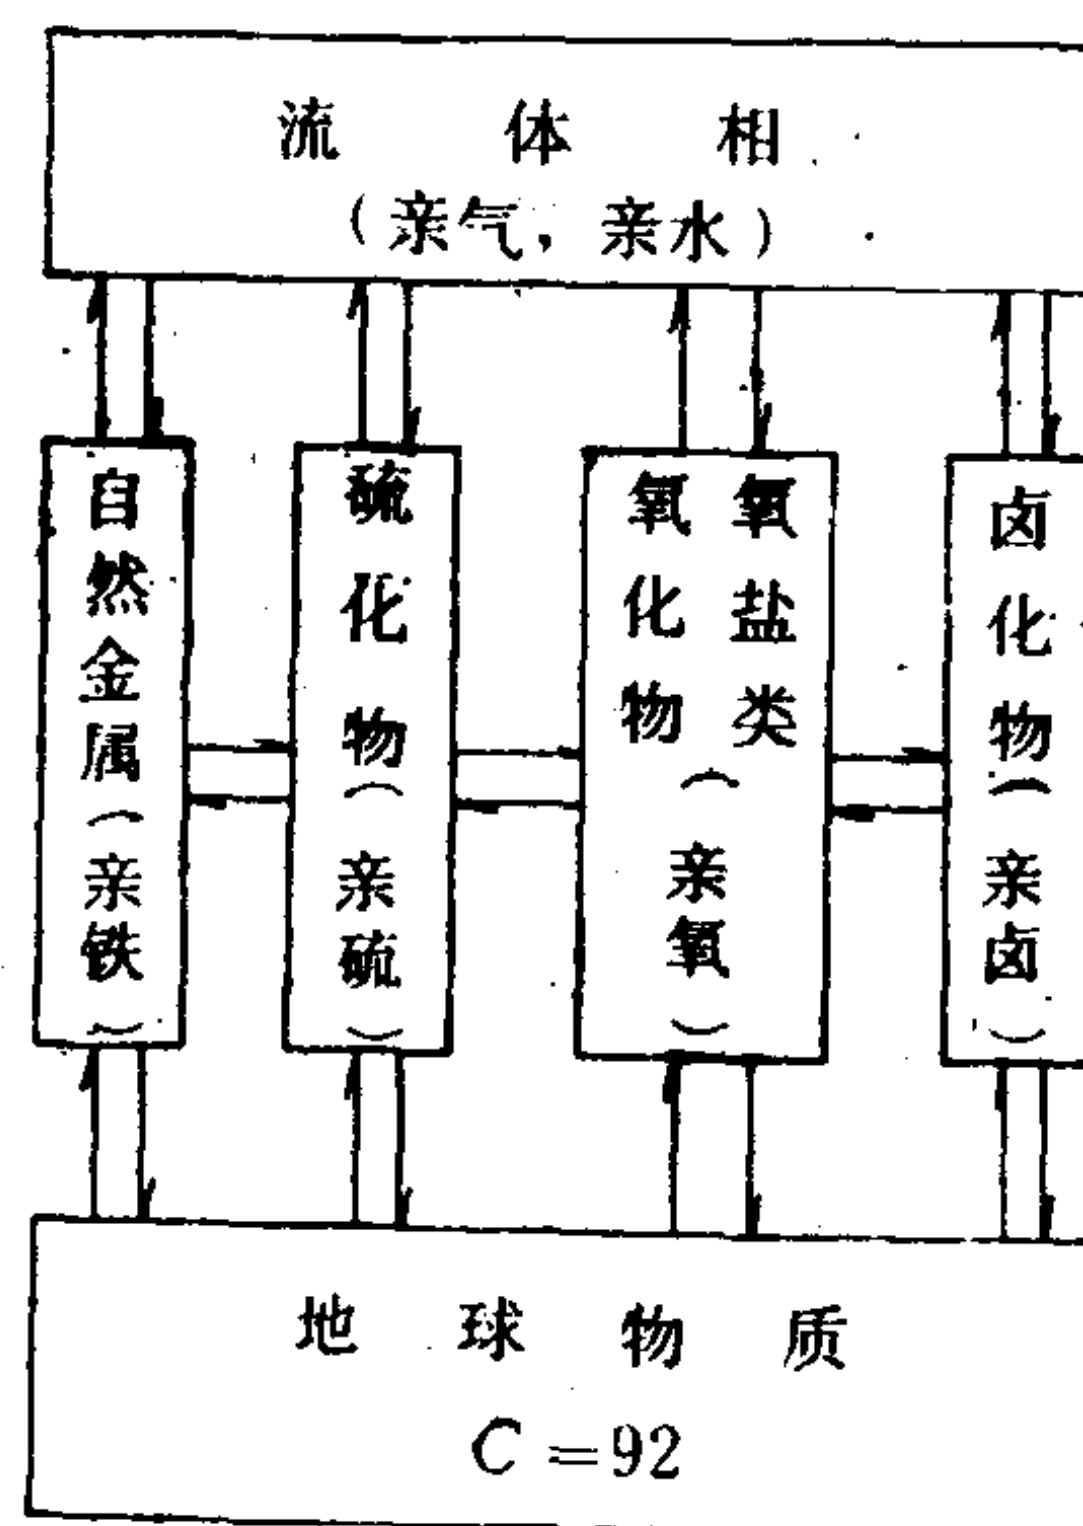 流体相
(亲气，亲水)
自然金属(亲铁)
硫化物(亲硫)
氧化物 氧盐类(亲氧)
卤化物(亲卤)
地球物质
C=92